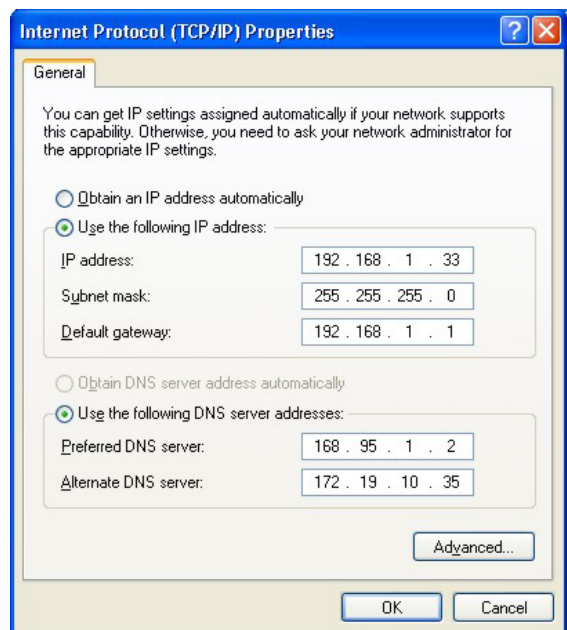 Internet Protocol (TCP/IP) Properties
General
You can get IP settings assigned automatically if your network supports
this capability. Otherwise, you need to ask your network administrator for
the appropriate IP settings.
Obtain an IP address automatically
Use the following IP address:
IP address: 192 . 168 . 1 . 33
Subnet mask: 255 . 255 . 255 . 0
Default gateway: 192 . 168 . 1 . 1
Obtain DNS server address automatically
Use the following DNS server addresses:
Preferred DNS server: 168 . 95 . 1 . 2
Alternate DNS server: 172 . 19 . 10 . 35
Advanced...
OK Cancel